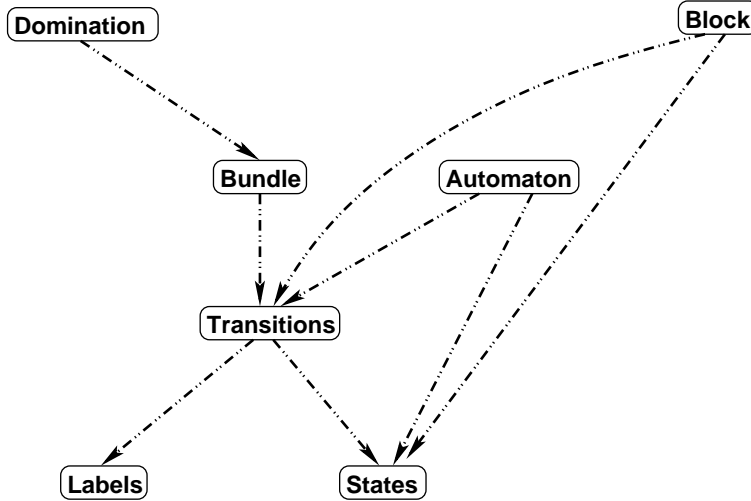 Domination
Block
Bundle
Automaton
Transitions
Labels
States